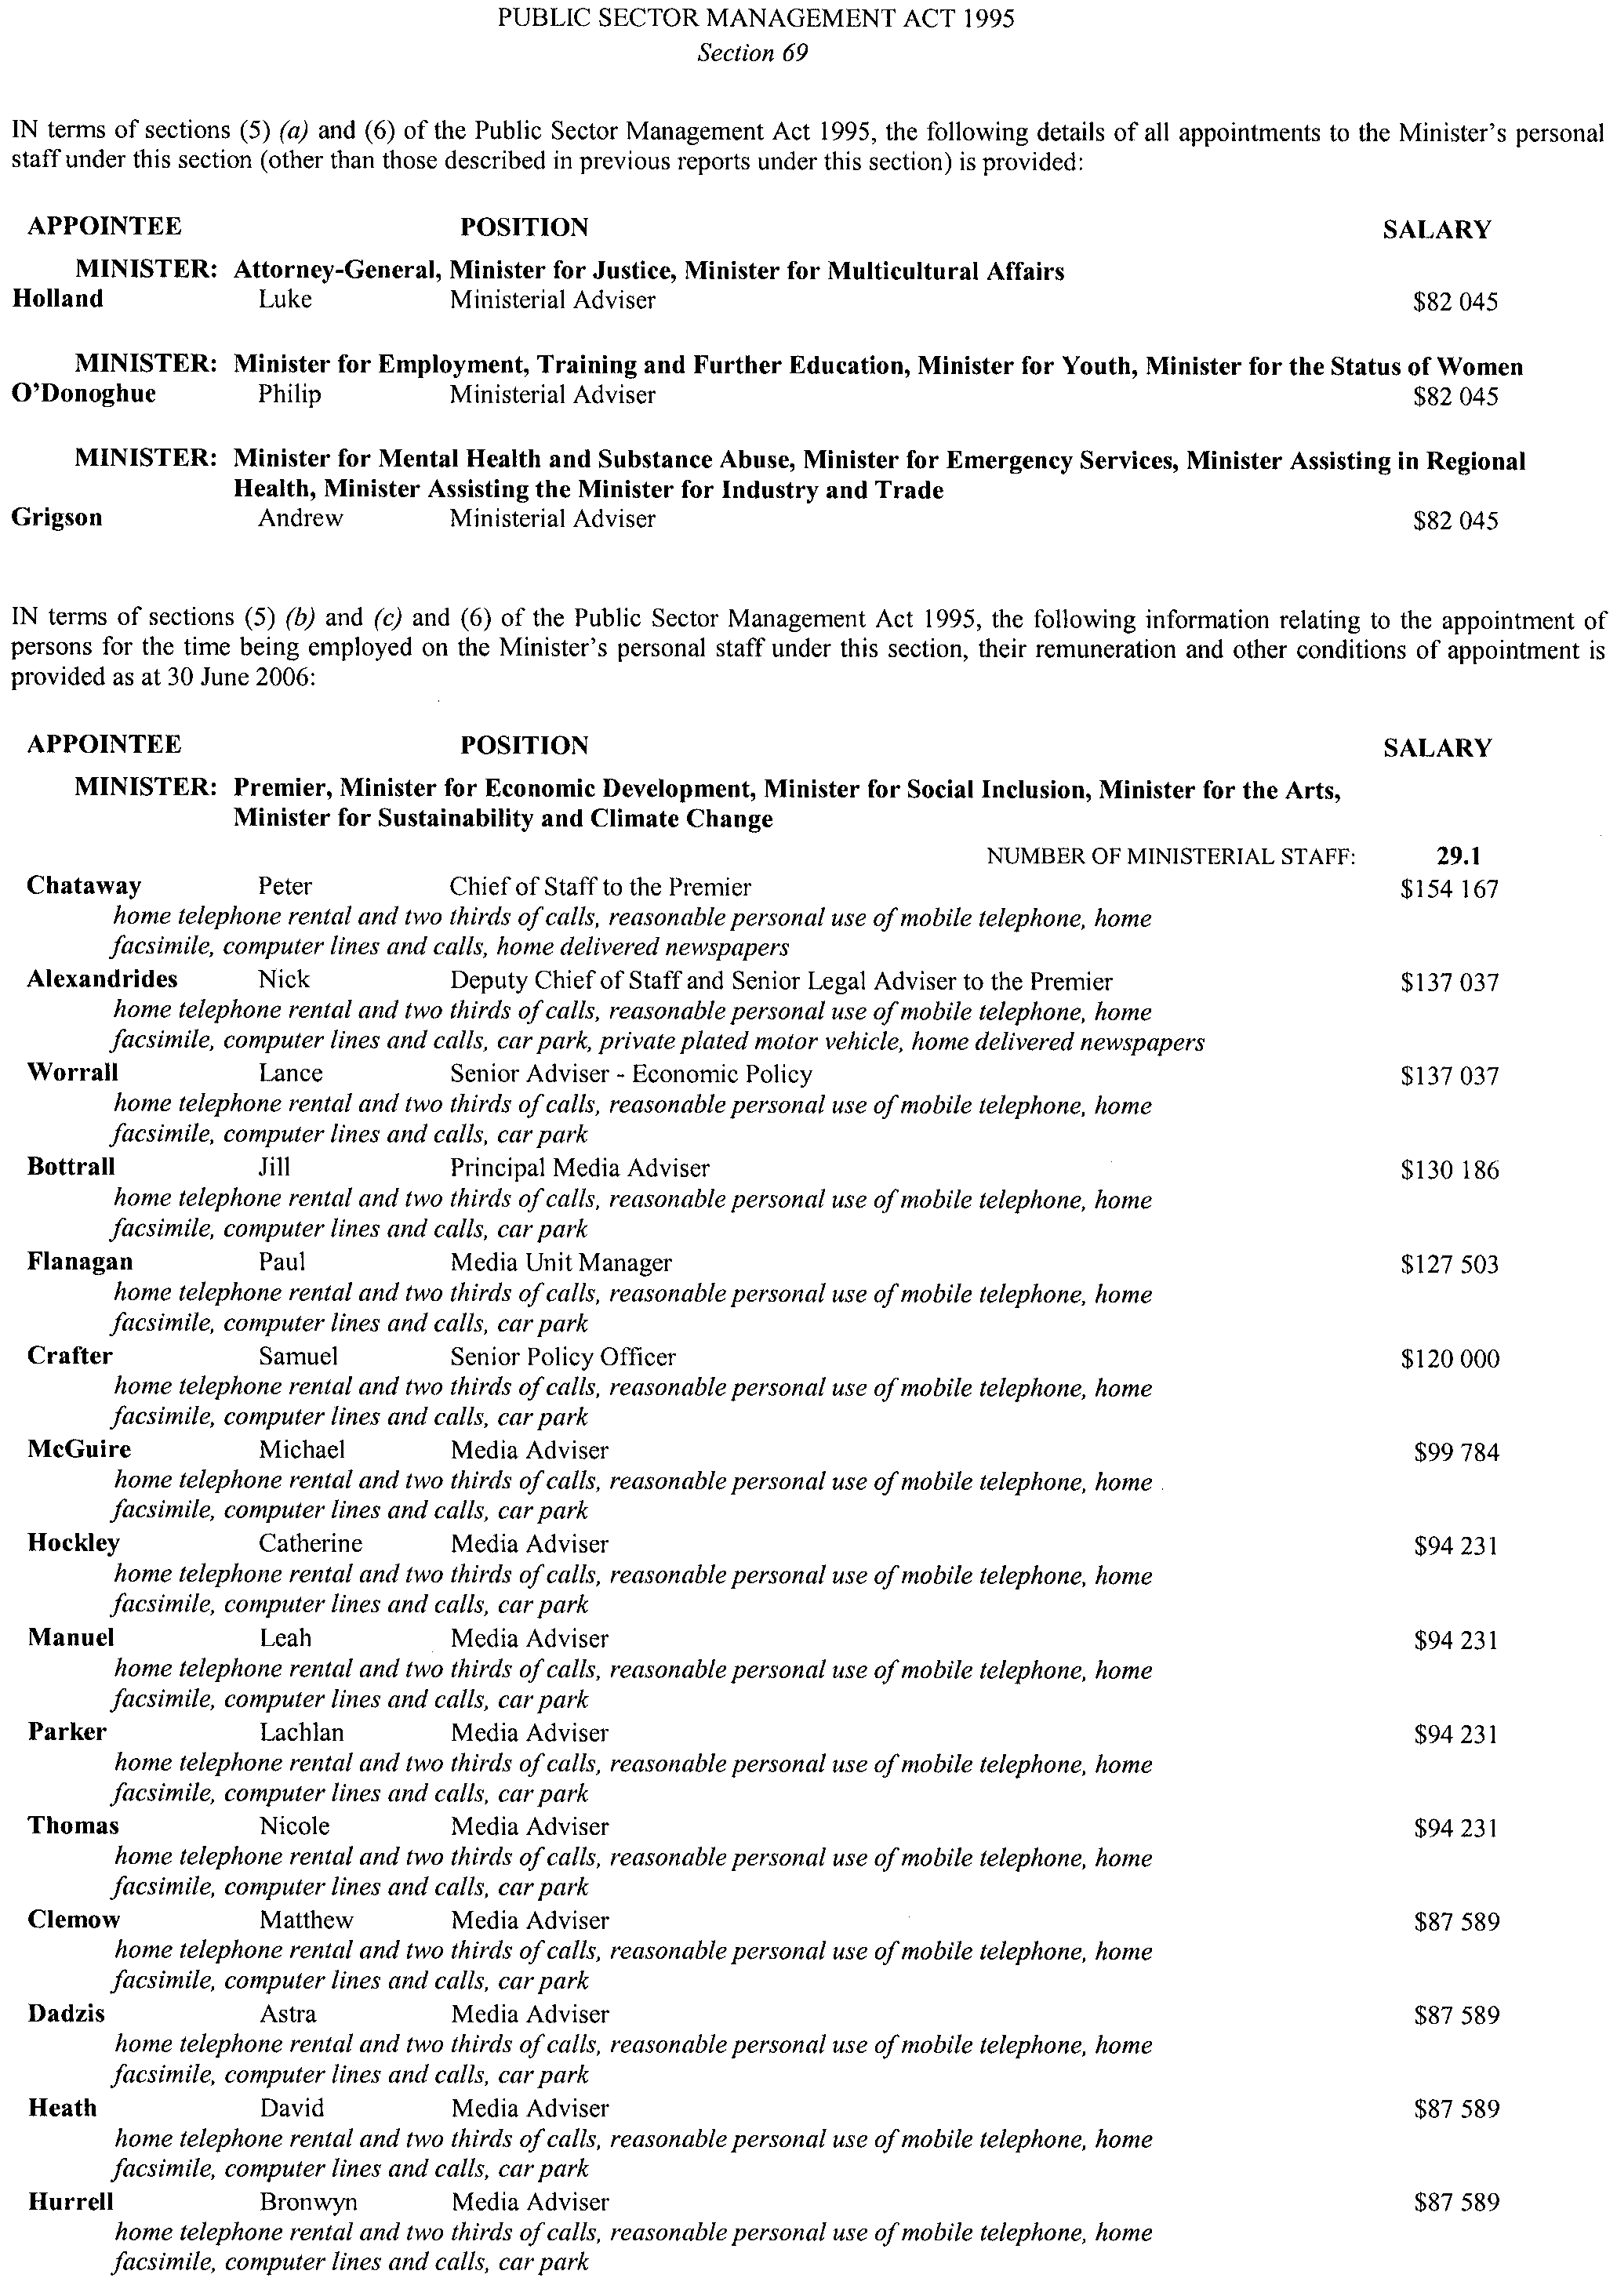 PUBLIC SECTOR MANAGEMENT ACT 1995
Section 69
IN terms of sections (5) (a) and (6) of the Public Sector Management Act 1995, the following details of all appointments to the Minister’s personal
staff under this section (other than those described in previous reports under this section) is provided:
APPOINTEE POSITION SALARY
MINISTER: Attorney-General, Minister for Justice, Minister for Multicultural Affairs
Holland Luke Ministerial Adviser $82 045
MINISTER: Minister for Employment, Training and Further Education, Minister for Youth, Minister for the Status of Women
O’Donoghue Philip Ministerial Adviser $82 045
MINISTER: Minister for Mental Health and Substance Abuse, Minister for Emergency Services, Minister Assisting in Regional
Health, Minister Assisting the Minister for Industry and Trade
Grigson Andrew Ministerial Adviser $82 045
IN terms of sections (5) (b) and (c) and (6) of the Public Sector Management Act 1995, the following information relating to the appointment of
persons for the time being employed on the Minister’s personal staff under this section, their remuneration and other conditions of appointment is
provided as at 30 June 2006:
APPOINTEE POSITION SALARY
MINISTER: Premier, Minister for Economic Development, Minister for Social Inclusion, Minister for the Arts,
Minister for Sustainability and Climate Change
NUMBER OF MINISTERIAL STAFF: 29.1
Chataway Peter Chief of Staff to the Premier $154 167
home telephone rental and two thirds of calls, reasonable personal use of mobile telephone, home
facsimile, computer lines and calls, home delivered newspapers
Alexandrides Nick Deputy Chief of Staff and Senior Legal Adviser to the Premier $137 037
home telephone rental and two thirds of calls, reasonable personal use of mobile telephone, home
facsimile, computer lines and calls, car park, private plated motor vehicle, home delivered newspapers
Worrall Lance Senior Adviser - Economic Policy $137 037
home telephone rental and two thirds of calls, reasonable personal use of mobile telephone, home
facsimile, computer lines and calls, car park
Bottrall Jill Principal Media Adviser $130 186
home telephone rental and two thirds of calls, reasonable personal use of mobile telephone, home
facsimile, computer lines and calls, car park
Flanagan Paul Media Unit Manager $127 503
home telephone rental and two thirds of calls, reasonable personal use of mobile telephone, home
facsimile, computer lines and calls, car park
Crafter Samuel Senior Policy Officer $120 000
home telephone rental and two thirds of calls, reasonable personal use of mobile telephone, home
facsimile, computer lines and calls, car park
McGuire Michael Media Adviser $99 784
home telephone rental and two thirds of calls, reasonable personal use of mobile telephone, home
facsimile, computer lines and calls, car park
Hockley Catherine Media Adviser $94 231
home telephone rental and two thirds of calls, reasonable personal use of mobile telephone, home
facsimile, computer lines and calls, car park
Manuel Leah Media Adviser $94 231
home telephone rental and two thirds of calls, reasonable personal use of mobile telephone, home
facsimile, computer lines and calls, car park
Parker Lachlan Media Adviser $94 231
home telephone rental and two thirds of calls, reasonable personal use of mobile telephone, home
facsimile, computer lines and calls, car park
Thomas Nicole Media Adviser $94 231
home telephone rental and two thirds of calls, reasonable personal use of mobile telephone, home
facsimile, computer lines and calls, car park
Clemow Matthew Media Adviser $87 589
home telephone rental and two thirds of calls, reasonable personal use of mobile telephone, home
facsimile, computer lines and calls, car park
Dadzis Astra Media Adviser $87 589
home telephone rental and two thirds of calls, reasonable personal use of mobile telephone, home
facsimile, computer lines and calls, car park
Heath David Media Adviser $87 589
home telephone rental and two thirds of calls, reasonable personal use of mobile telephone, home
facsimile, computer lines and calls, car park
Hurrell Bronwyn Media Adviser $87 589
home telephone rental and two thirds of calls, reasonable personal use of mobile telephone, home
facsimile, computer lines and calls, car park